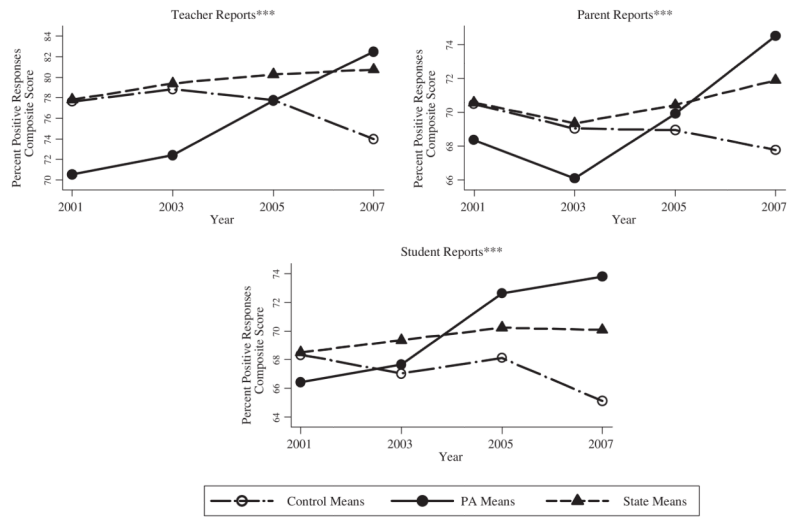 Teacher Reports***
Percent Positive Responses
Composite Score
84
82
80
78
76
74
72
70
2001 2003 2005 2007
Year
Parent Reports***
Percent Positive Responses
Composite Score
74
72
70
68
66
2001 2003 2005 2007
Year
Student Reports***
Percent Positive Responses
Composite Score
74
72
70
68
66
64
2001 2003 2005 2007
Year
Control Means PA Means State Means